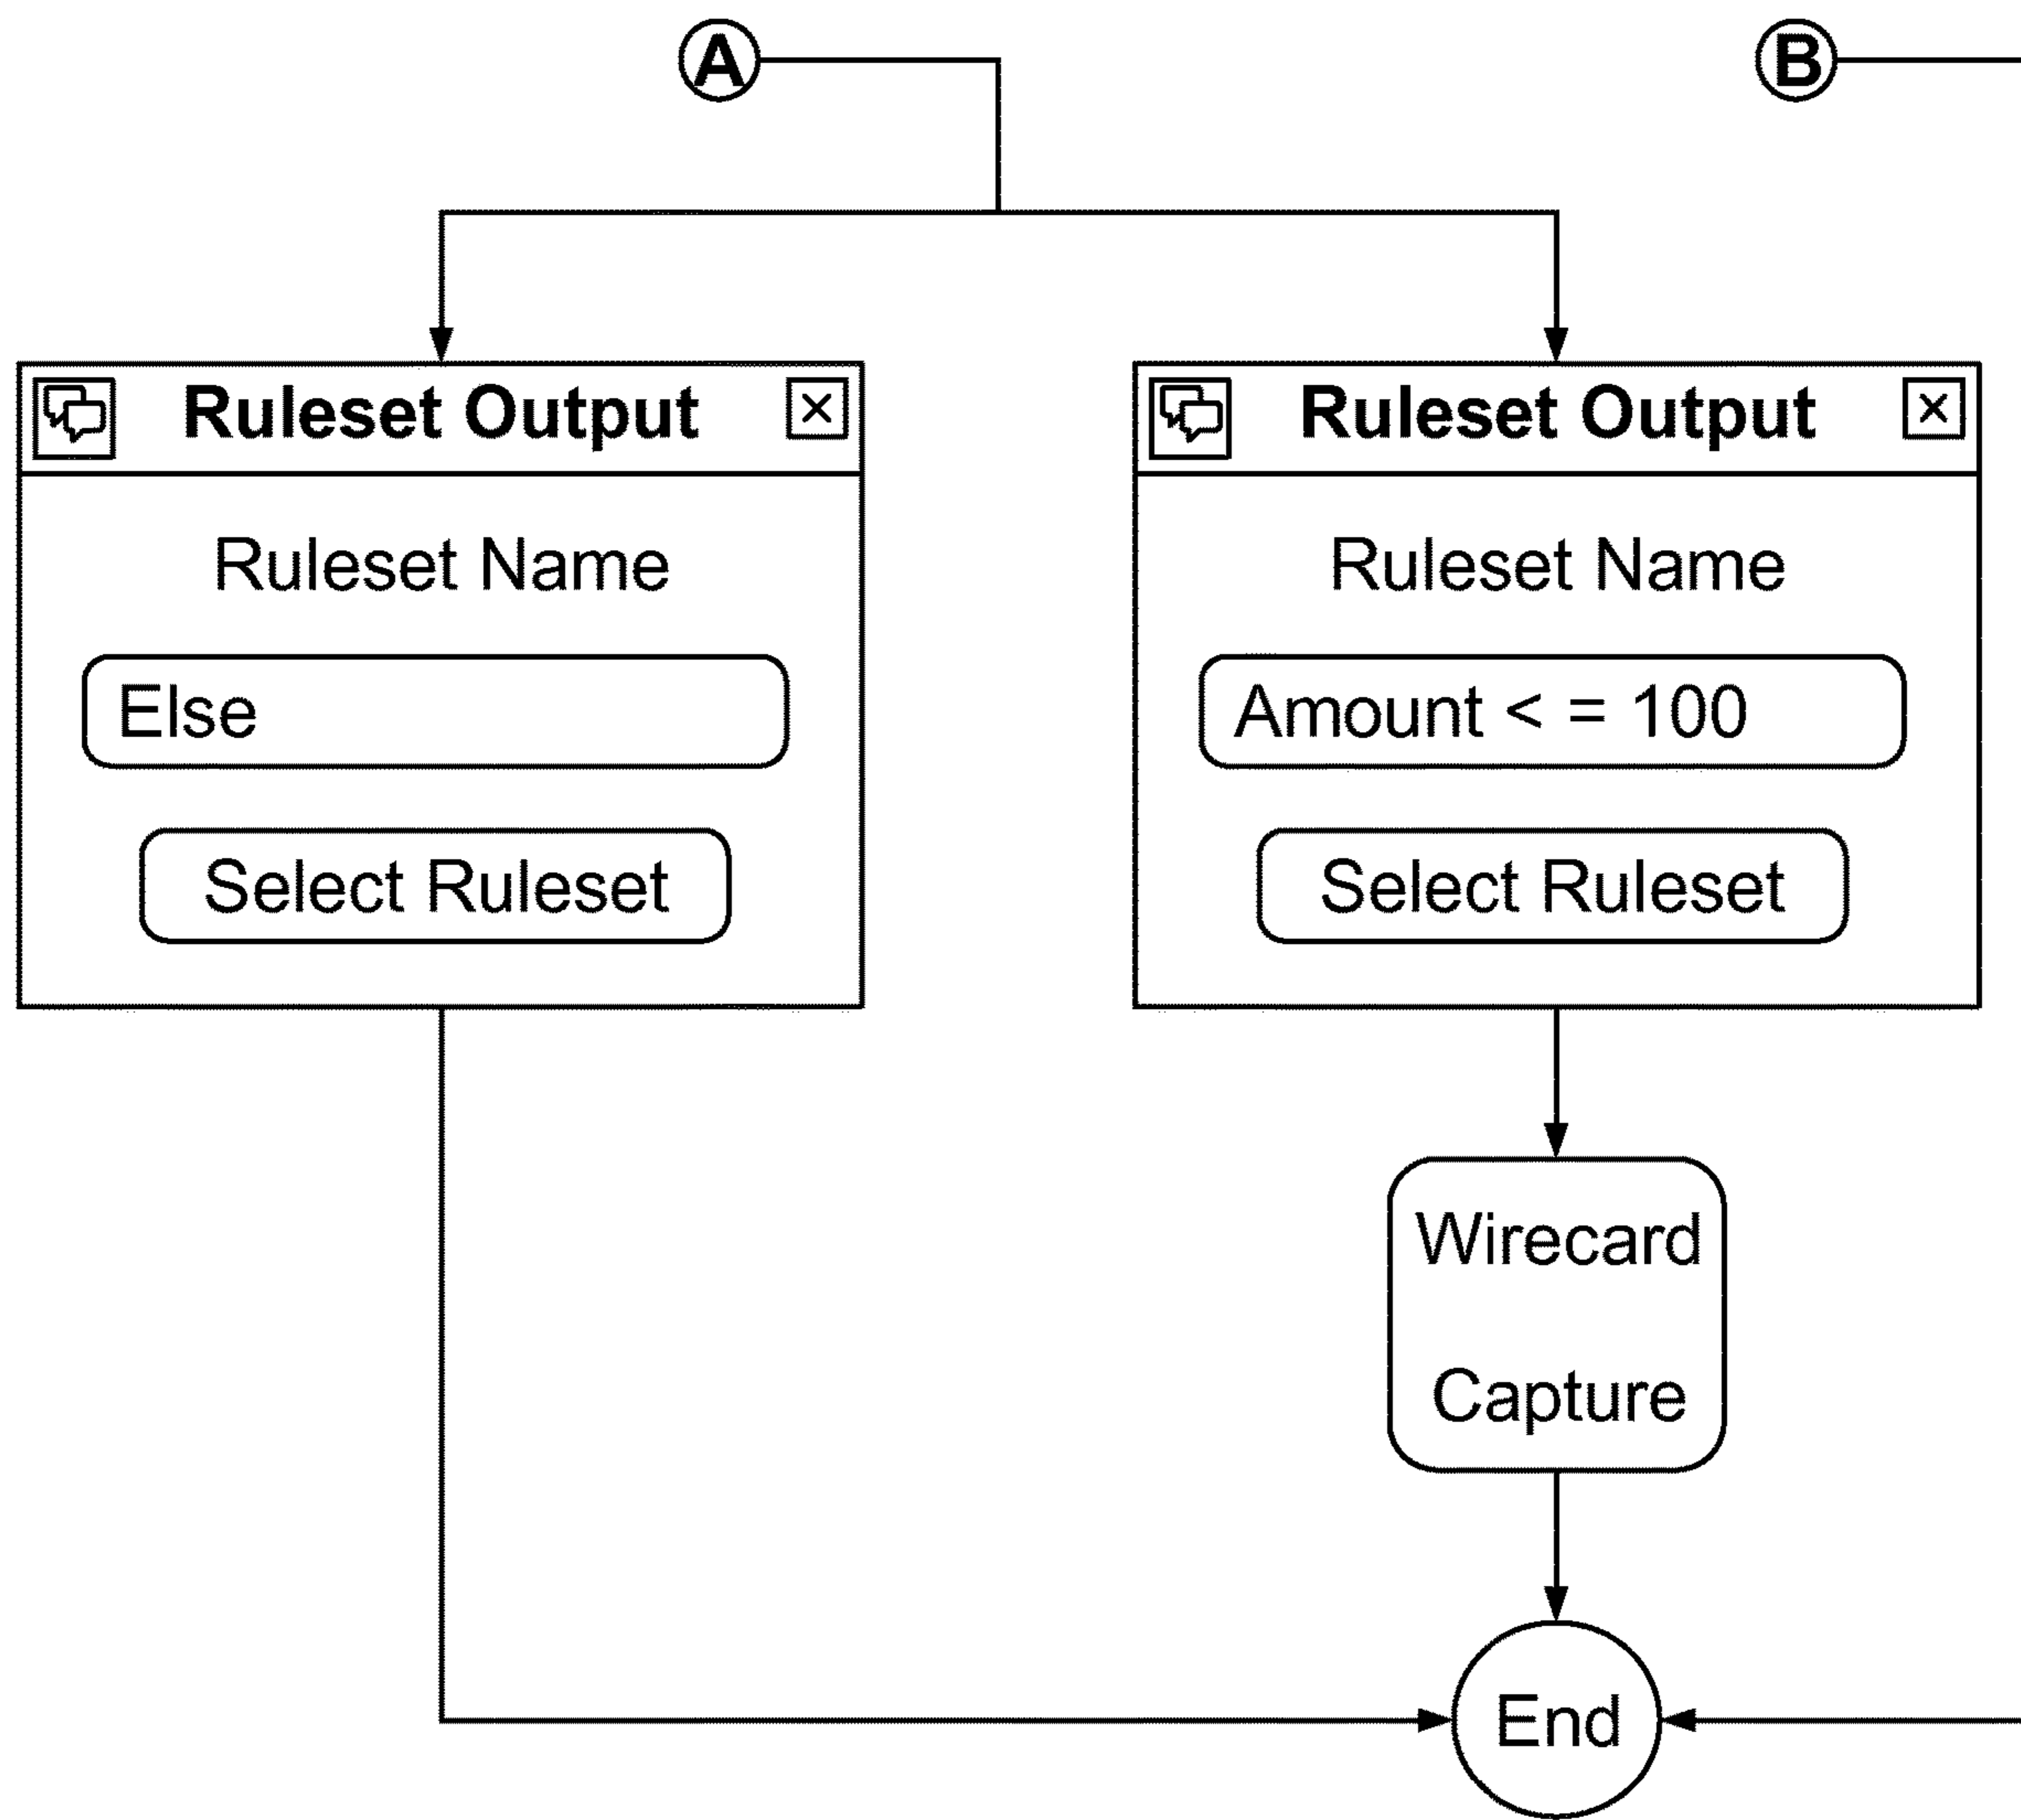 A
B
Ruleset Output
Ruleset Name
Else
Select Ruleset
Ruleset Output
Ruleset Name
Amount < = 100
Select Ruleset
Wirecard
Capture
End